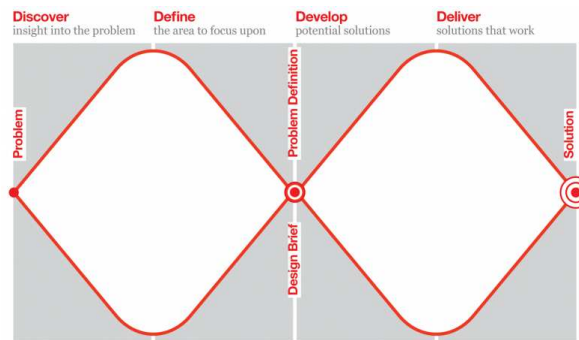 Discover
insight into the problem
Define
the area to focus upon
Develop
potential solutions
Deliver
solutions that work
Problem
Problem Definition
Design Brief
Solution